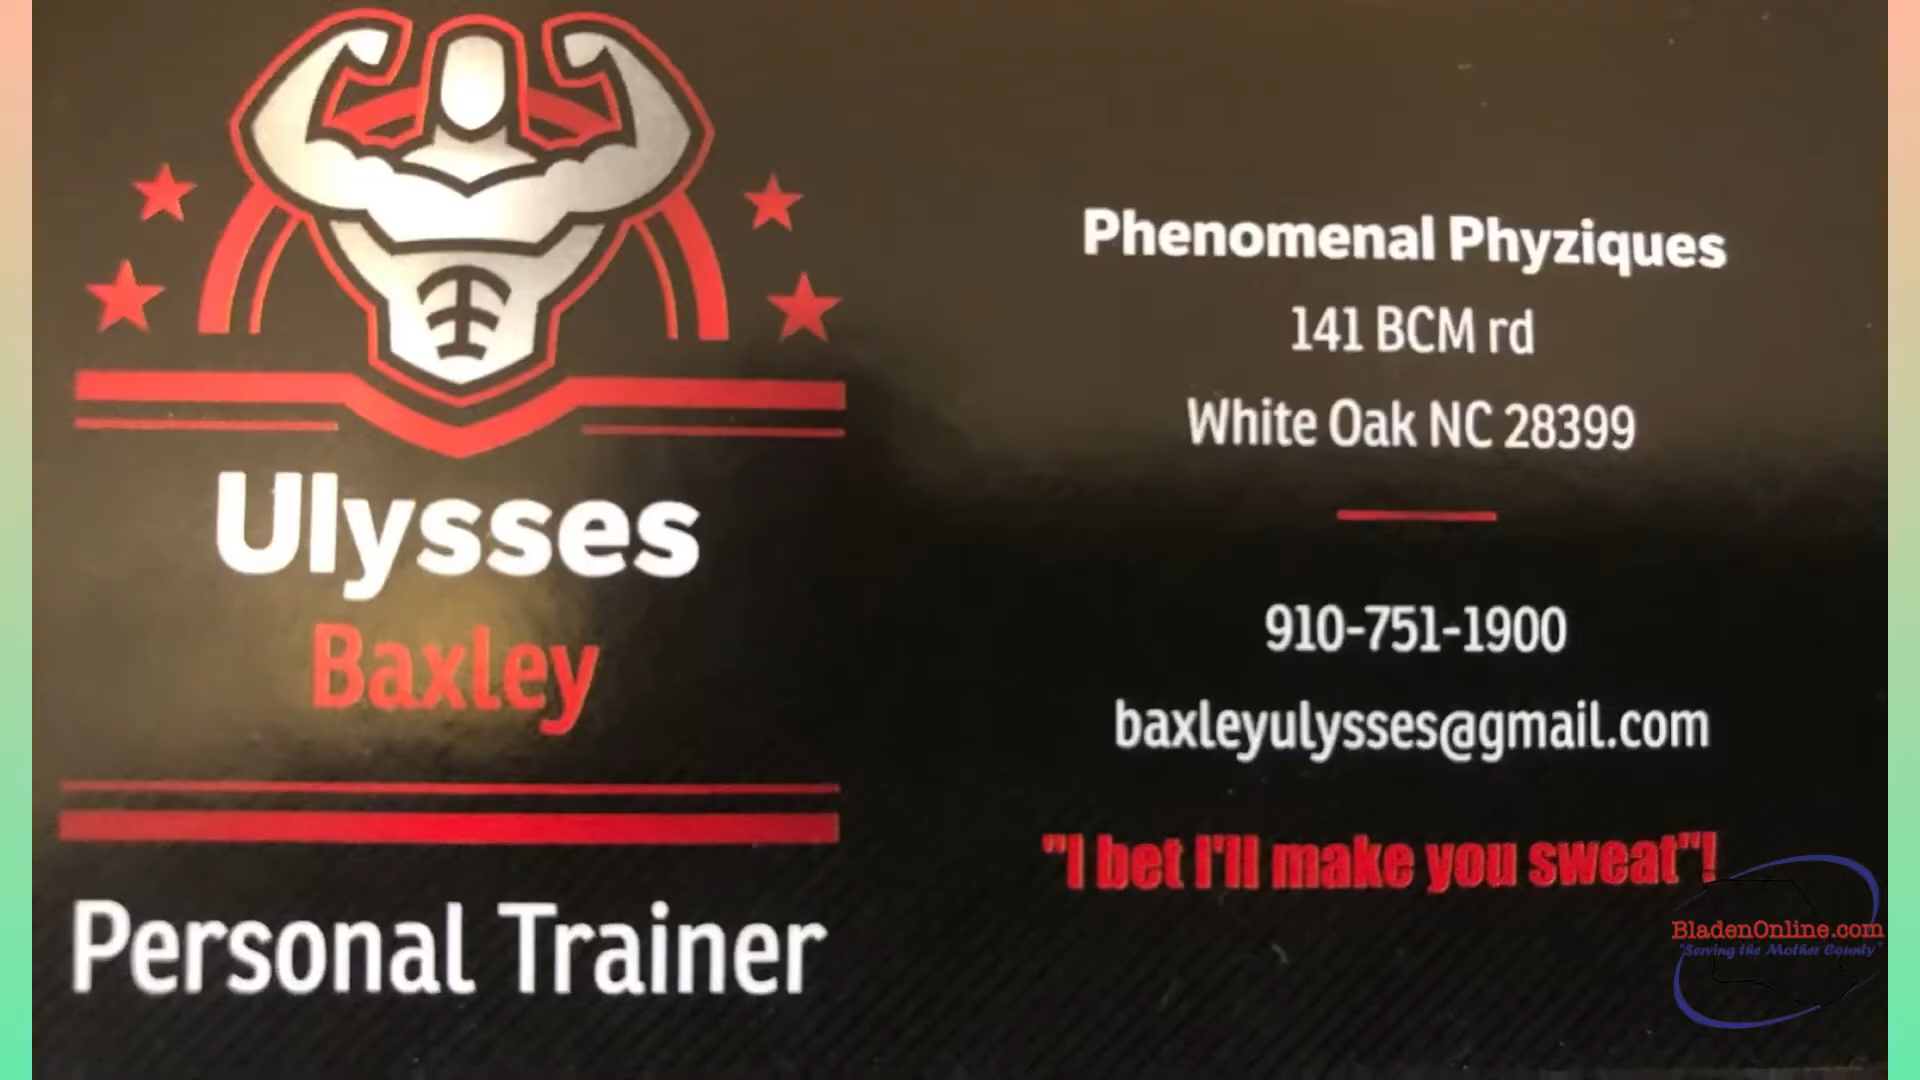 Ulysses
Baxley
Personal Trainer
Phenomenal Phyziques
141 BCM rd
White Oak NC 28399
910-751-1900
baxleyulysses@gmail.com
"I bet I'll make you sweat"!
BladenOnline.com
"Serving the Mother County"